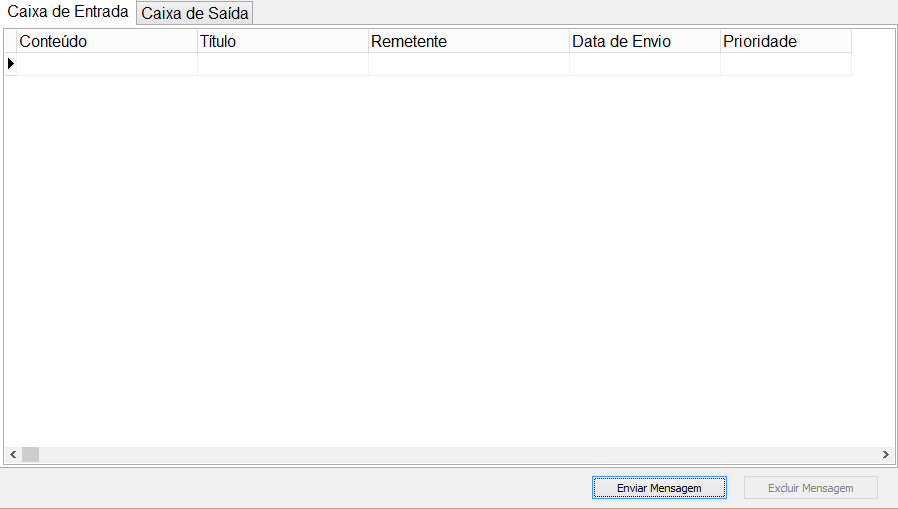 Caixa de Entrada Caixa de Saída
Conteúdo Título Remetente Data de Envio Prioridade
Enviar Mensagem Excluir Mensagem